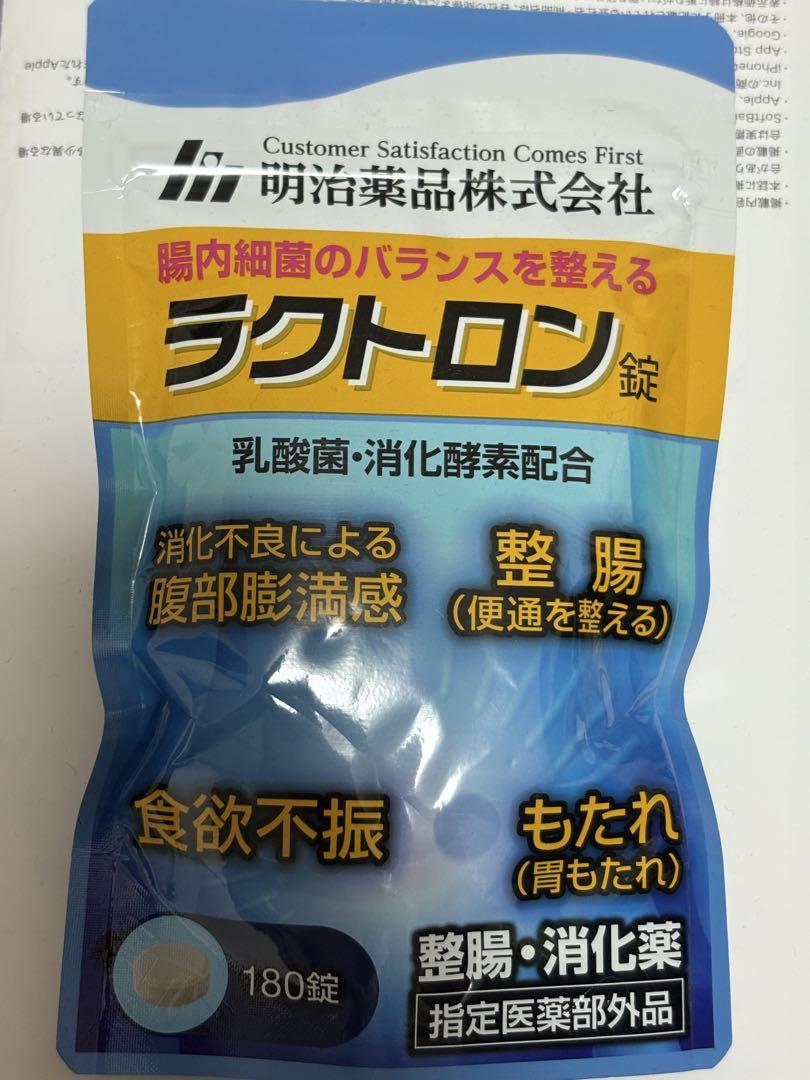 Customer Satisfaction Comes First
明治薬品株式会社
腸内細菌のバランスを整える
ラクトロン錠
乳酸菌・消化酵素配合
消化不良による
腹部膨満感
整腸
(便通を整える)
食欲不振
もたれ
(胃もたれ)
180錠
整腸・消化薬
指定医薬部外品